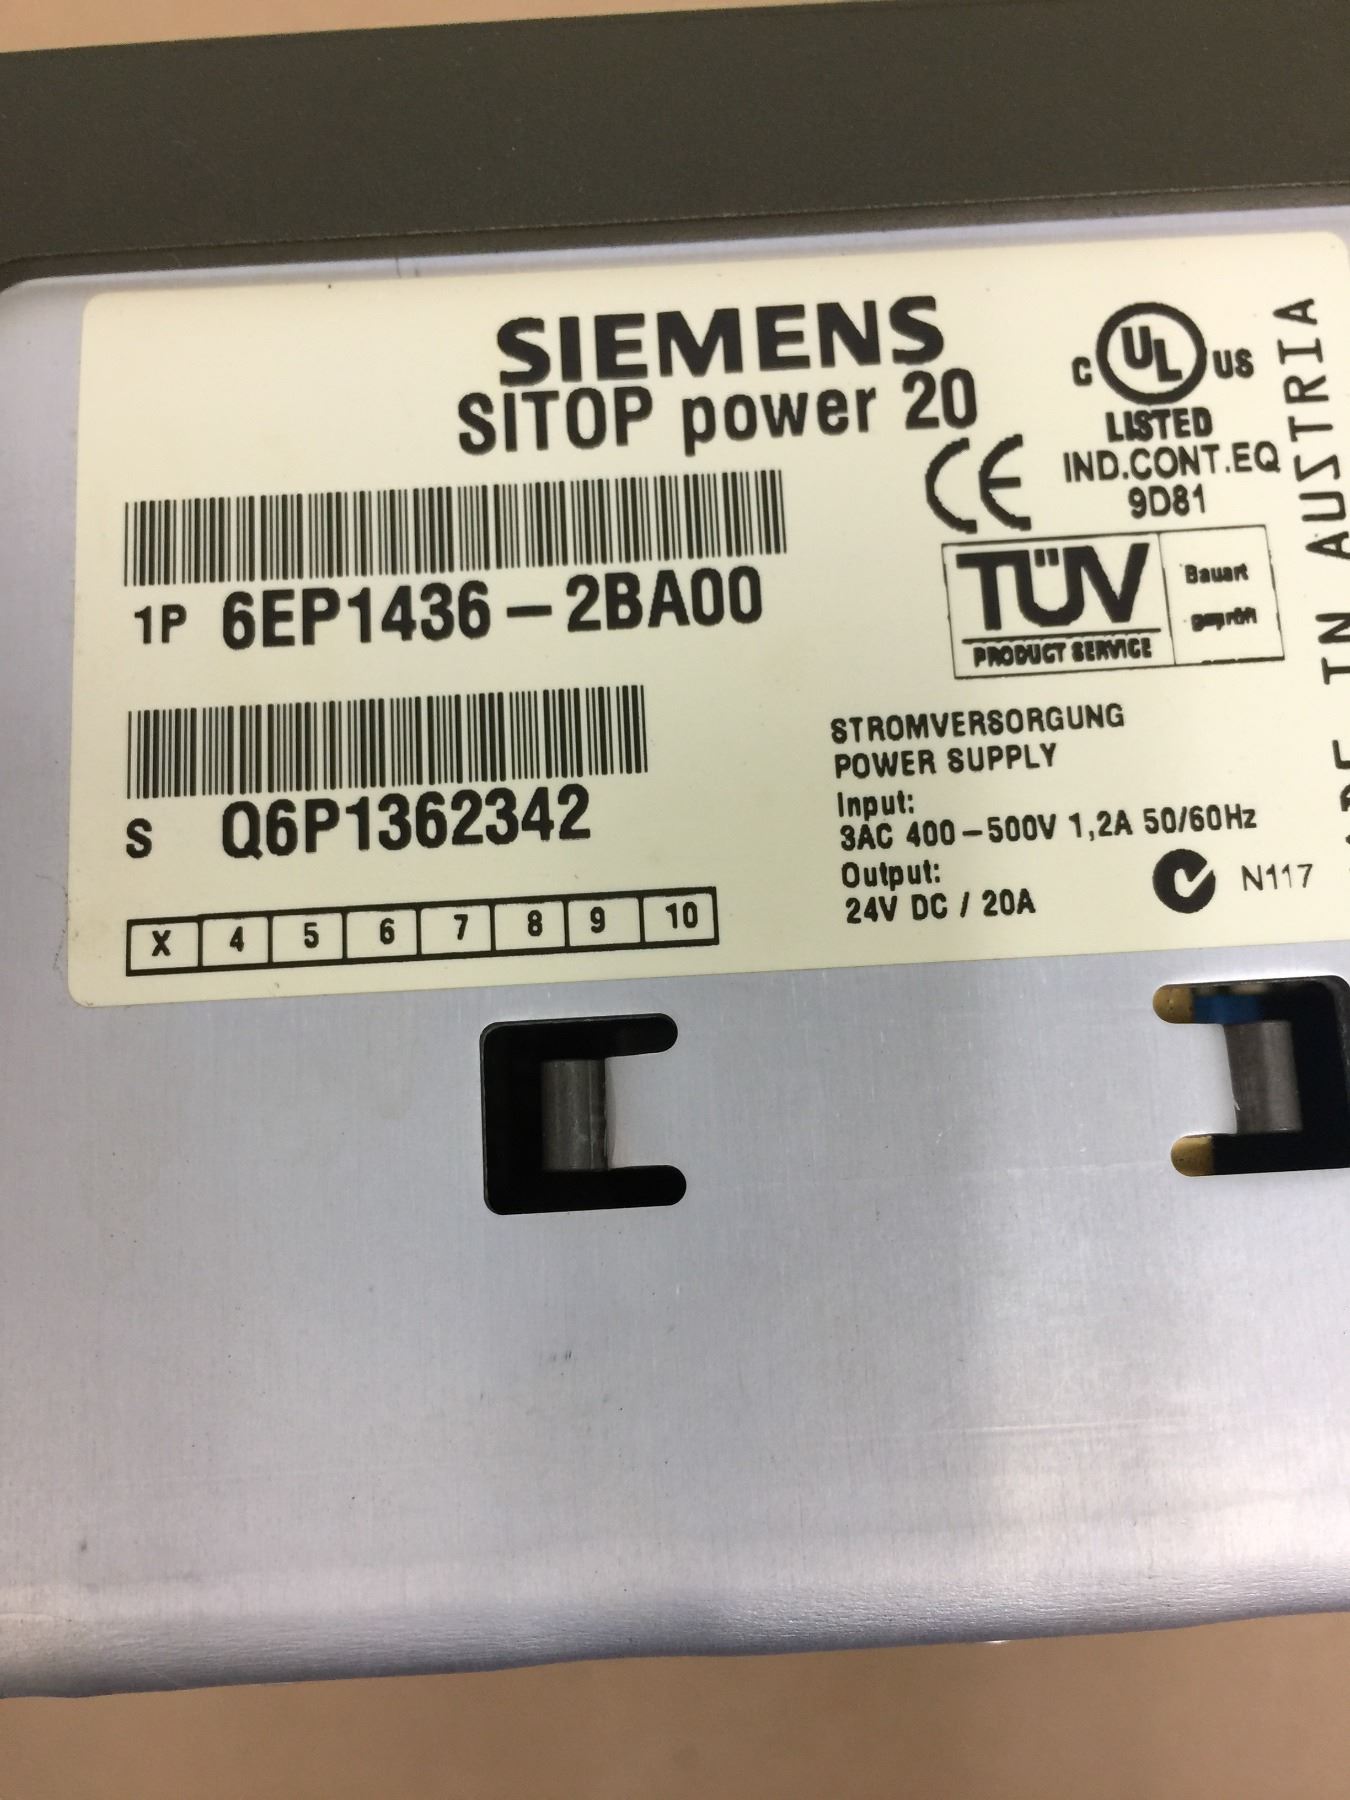 SIEMENS
SITOP power 20
1P 6EP1436-2BA00
S Q6P1362342
X 4 5 6 7 8 9 10
C UL US
LISTED
IND.CONT.EQ
9D81
CE
TÜV
PRODUCT SERVICE
Bauart
geprüft
STROMVERSORGUNG
POWER SUPPLY
Input:
3AC 400-500V 1,2A 50/60Hz
Output:
24V DC / 20A
N117
IN AUSTRIA